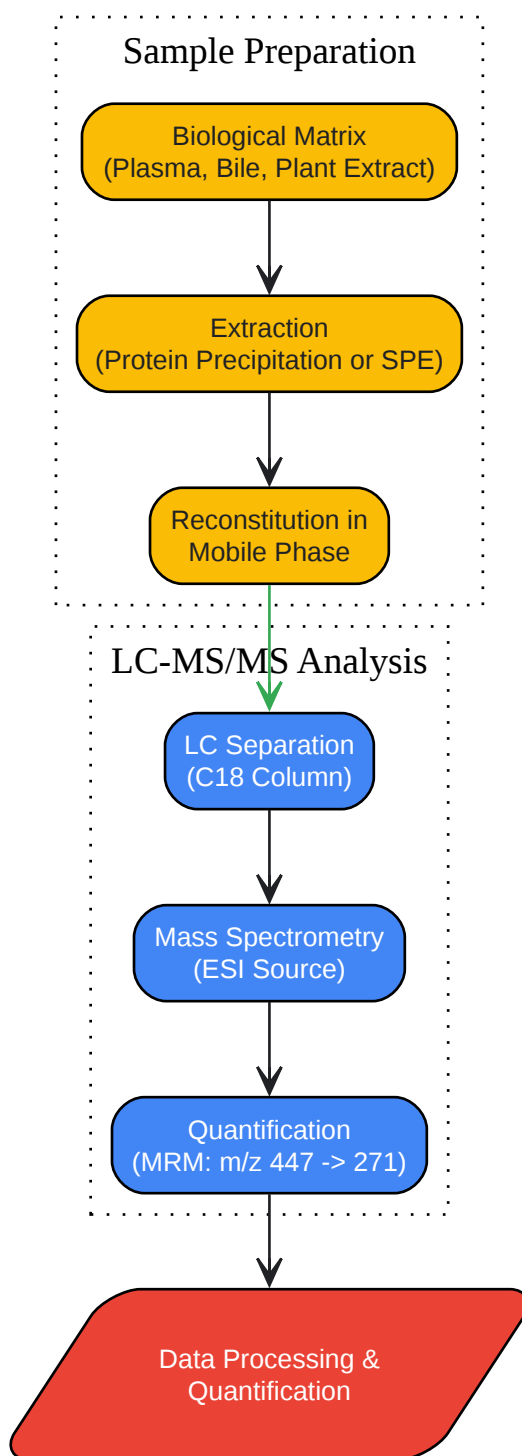 Sample Preparation
Biological Matrix
(Plasma, Bile, Plant Extract)
Extraction
(Protein Precipitation or SPE)
Reconstitution in
Mobile Phase
LC-MS/MS Analysis
LC Separation
(C18 Column)
Mass Spectrometry
(ESI Source)
Quantification
(MRM: m/z 447 -> 271)
Data Processing &
Quantification